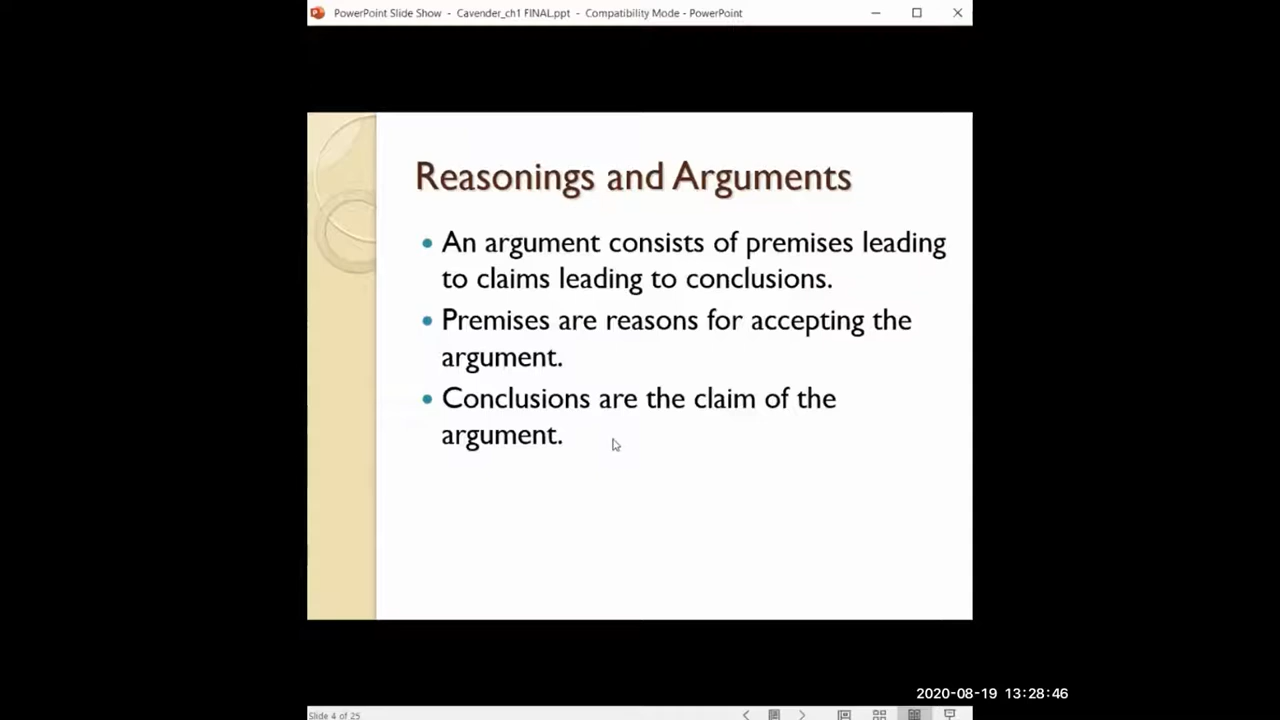 PowerPoint Slide Show - Cavender_ch1 FINAL.ppt - Compatibility Mode - PowerPoint
Reasonings and Arguments
• An argument consists of premises leading
to claims leading to conclusions.
• Premises are reasons for accepting the
argument.
• Conclusions are the claim of the
argument.
2020-08-19 13:28:46
Slide 4 of 25